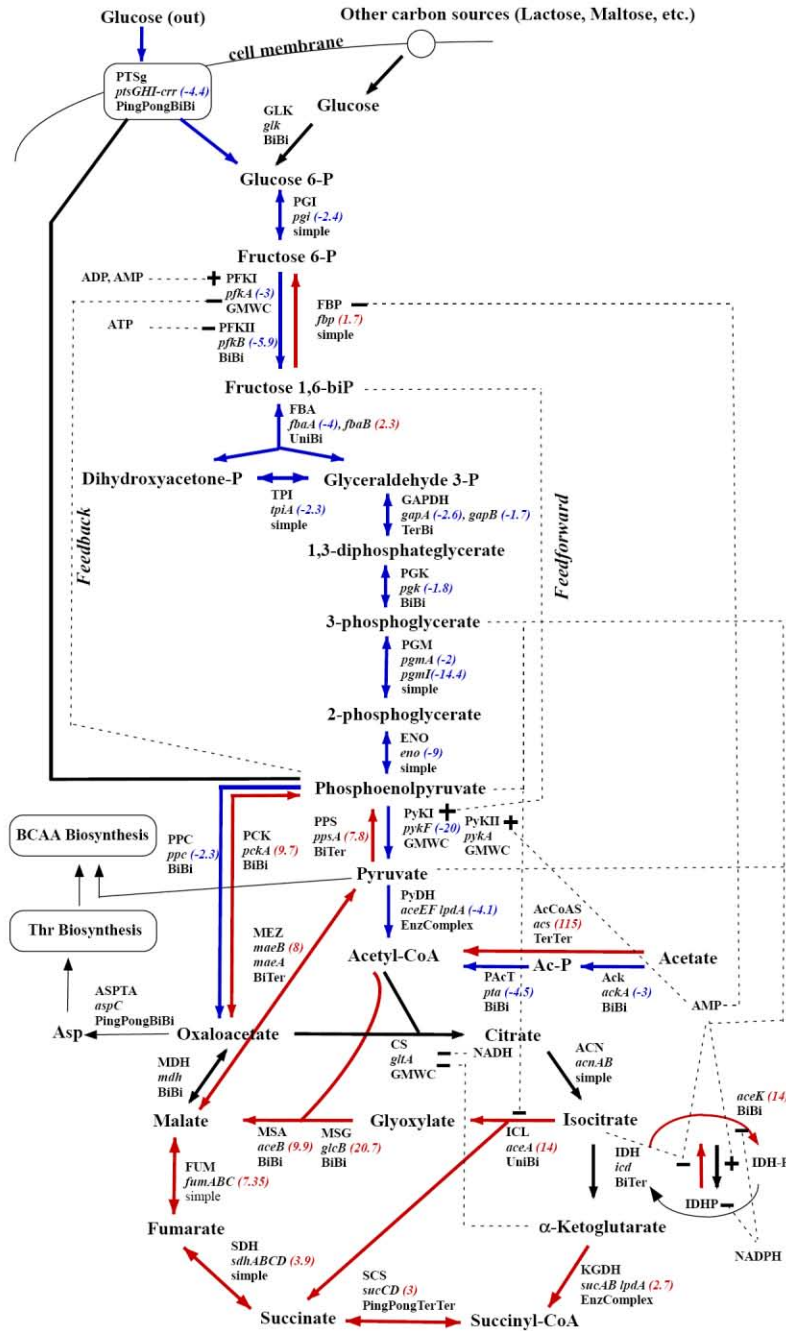 Glucose (out)
Other carbon sources (Lactose, Maltose, etc.)
cell membrane
PTSg
ptsGHI-crr (-4.4)
PingPongBiBi
Glucose
GLK
glk
BiBi
Glucose 6-P
PGI
pgi (-2.4)
simple
Fructose 6-P
ADP, AMP
+ PFKI
pfkA (-3)
GMWC
ATP
PFKII
pfkB (-5.9)
BiBi
FBP
fbp (1.7)
simple
Fructose 1,6-biP
FBA
fbaA (-4), fbaB (2.3)
UniBi
Dihydroxyacetone-P
Glyceraldehyde 3-P
TPI
tpiA (-2.3)
simple
GAPDH
gapA (-2.6), gapB (-1.7)
TerBi
Feedback
Feedforward
1,3-diphosphateglycerate
PGK
pgk (-1.8)
BiBi
3-phosphoglycerate
PGM
pgmA (-2)
pgmI(-14.4)
simple
2-phosphoglycerate
ENO
eno (-9)
simple
Phosphoenolpyruvate
BCAA Biosynthesis
PPC
ppc (-2.3)
BiBi
PCK
pckA (9.7)
BiBi
PPS
ppsA (7.8)
BiTer
PyKI +
pykF (-20)
GMWC
PyKII +
pykA
GMWC
Pyruvate
Thr Biosynthesis
PyDH
aceEF lpdA (-4.1)
EnzComplex
MEZ
maeB (8)
maeA
BiTer
AcCoAS
acs (115)
TerTer
Acetyl-CoA
Ac-P
Acetate
PAcT
pta (-4.5)
BiBi
Ack
ackA (-3)
BiBi
AMP
ASPTA
aspC
PingPongBiBi
Asp
Oxaloacetate
Citrate
CS
gltA
GMWC
NADH
ACN
acnAB
simple
MDH
mdh
BiBi
Malate
Glyoxylate
Isocitrate
MSA
aceB (9.9)
BiBi
MSG
glcB (20.7)
BiBi
ICL
aceA (14)
UniBi
aceK (14)
BiBi
IDH
icd
BiTer
+
IDH-P
IDHP
FUM
fumABC (7.35)
simple
Fumarate
α-Ketoglutarate
NADPH
SDH
sdhABCD (3.9)
simple
SCS
sucCD (3)
PingPongTerTer
KGDH
sucAB lpdA (2.7)
EnzComplex
Succinate
Succinyl-CoA